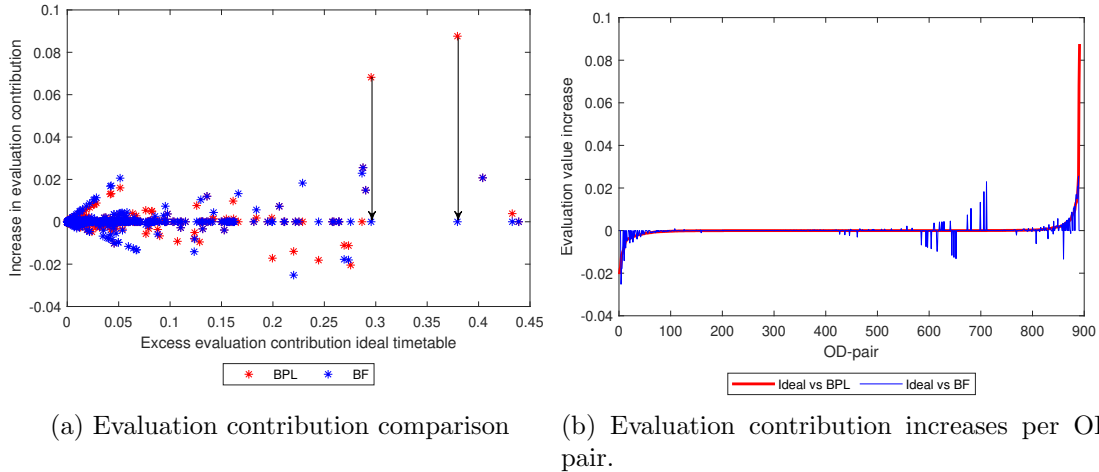 0.1
0.08
0.06
0.04
0.02
0
-0.02
-0.04
Increase in evaluation contribution
0 0.05 0.1 0.15 0.2 0.25 0.3 0.35 0.4 0.45
Excess evaluation contribution ideal timetable
BPL BF
(a) Evaluation contribution comparison
0.1
0.08
0.06
0.04
0.02
0
-0.02
-0.04
Evaluation value increase
0 100 200 300 400 500 600 700 800 900
OD-pair
Ideal vs BPL Ideal vs BF
(b) Evaluation contribution increases per OD
pair.